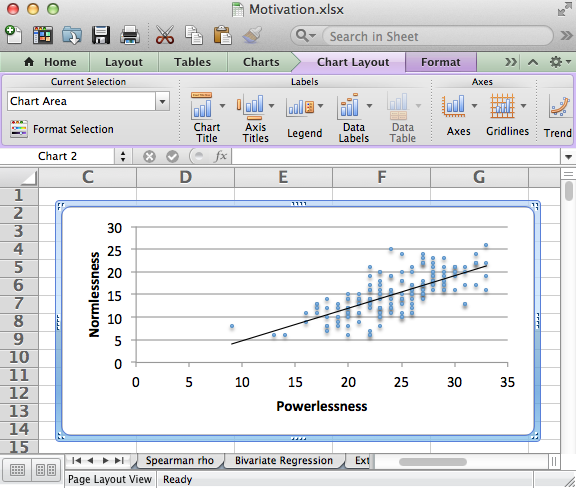 Motivation.xlsx
Search in Sheet
Home Layout Tables Charts Chart Layout Format
Current Selection Labels Axes
Chart Area
Format Selection
Chart Title Axis Titles Legend Data Labels Data Table Axes Gridlines Trend
Chart 2 fx
C D E F G
1
2
3
4
5
6
7
8
9
10
11
12
13
14
15
Normlessness
30
25
20
15
10
5
0
0 5 10 15 20 25 30 35
Powerlessness
Spearman rho Bivariate Regression Ext
Page Layout View Ready